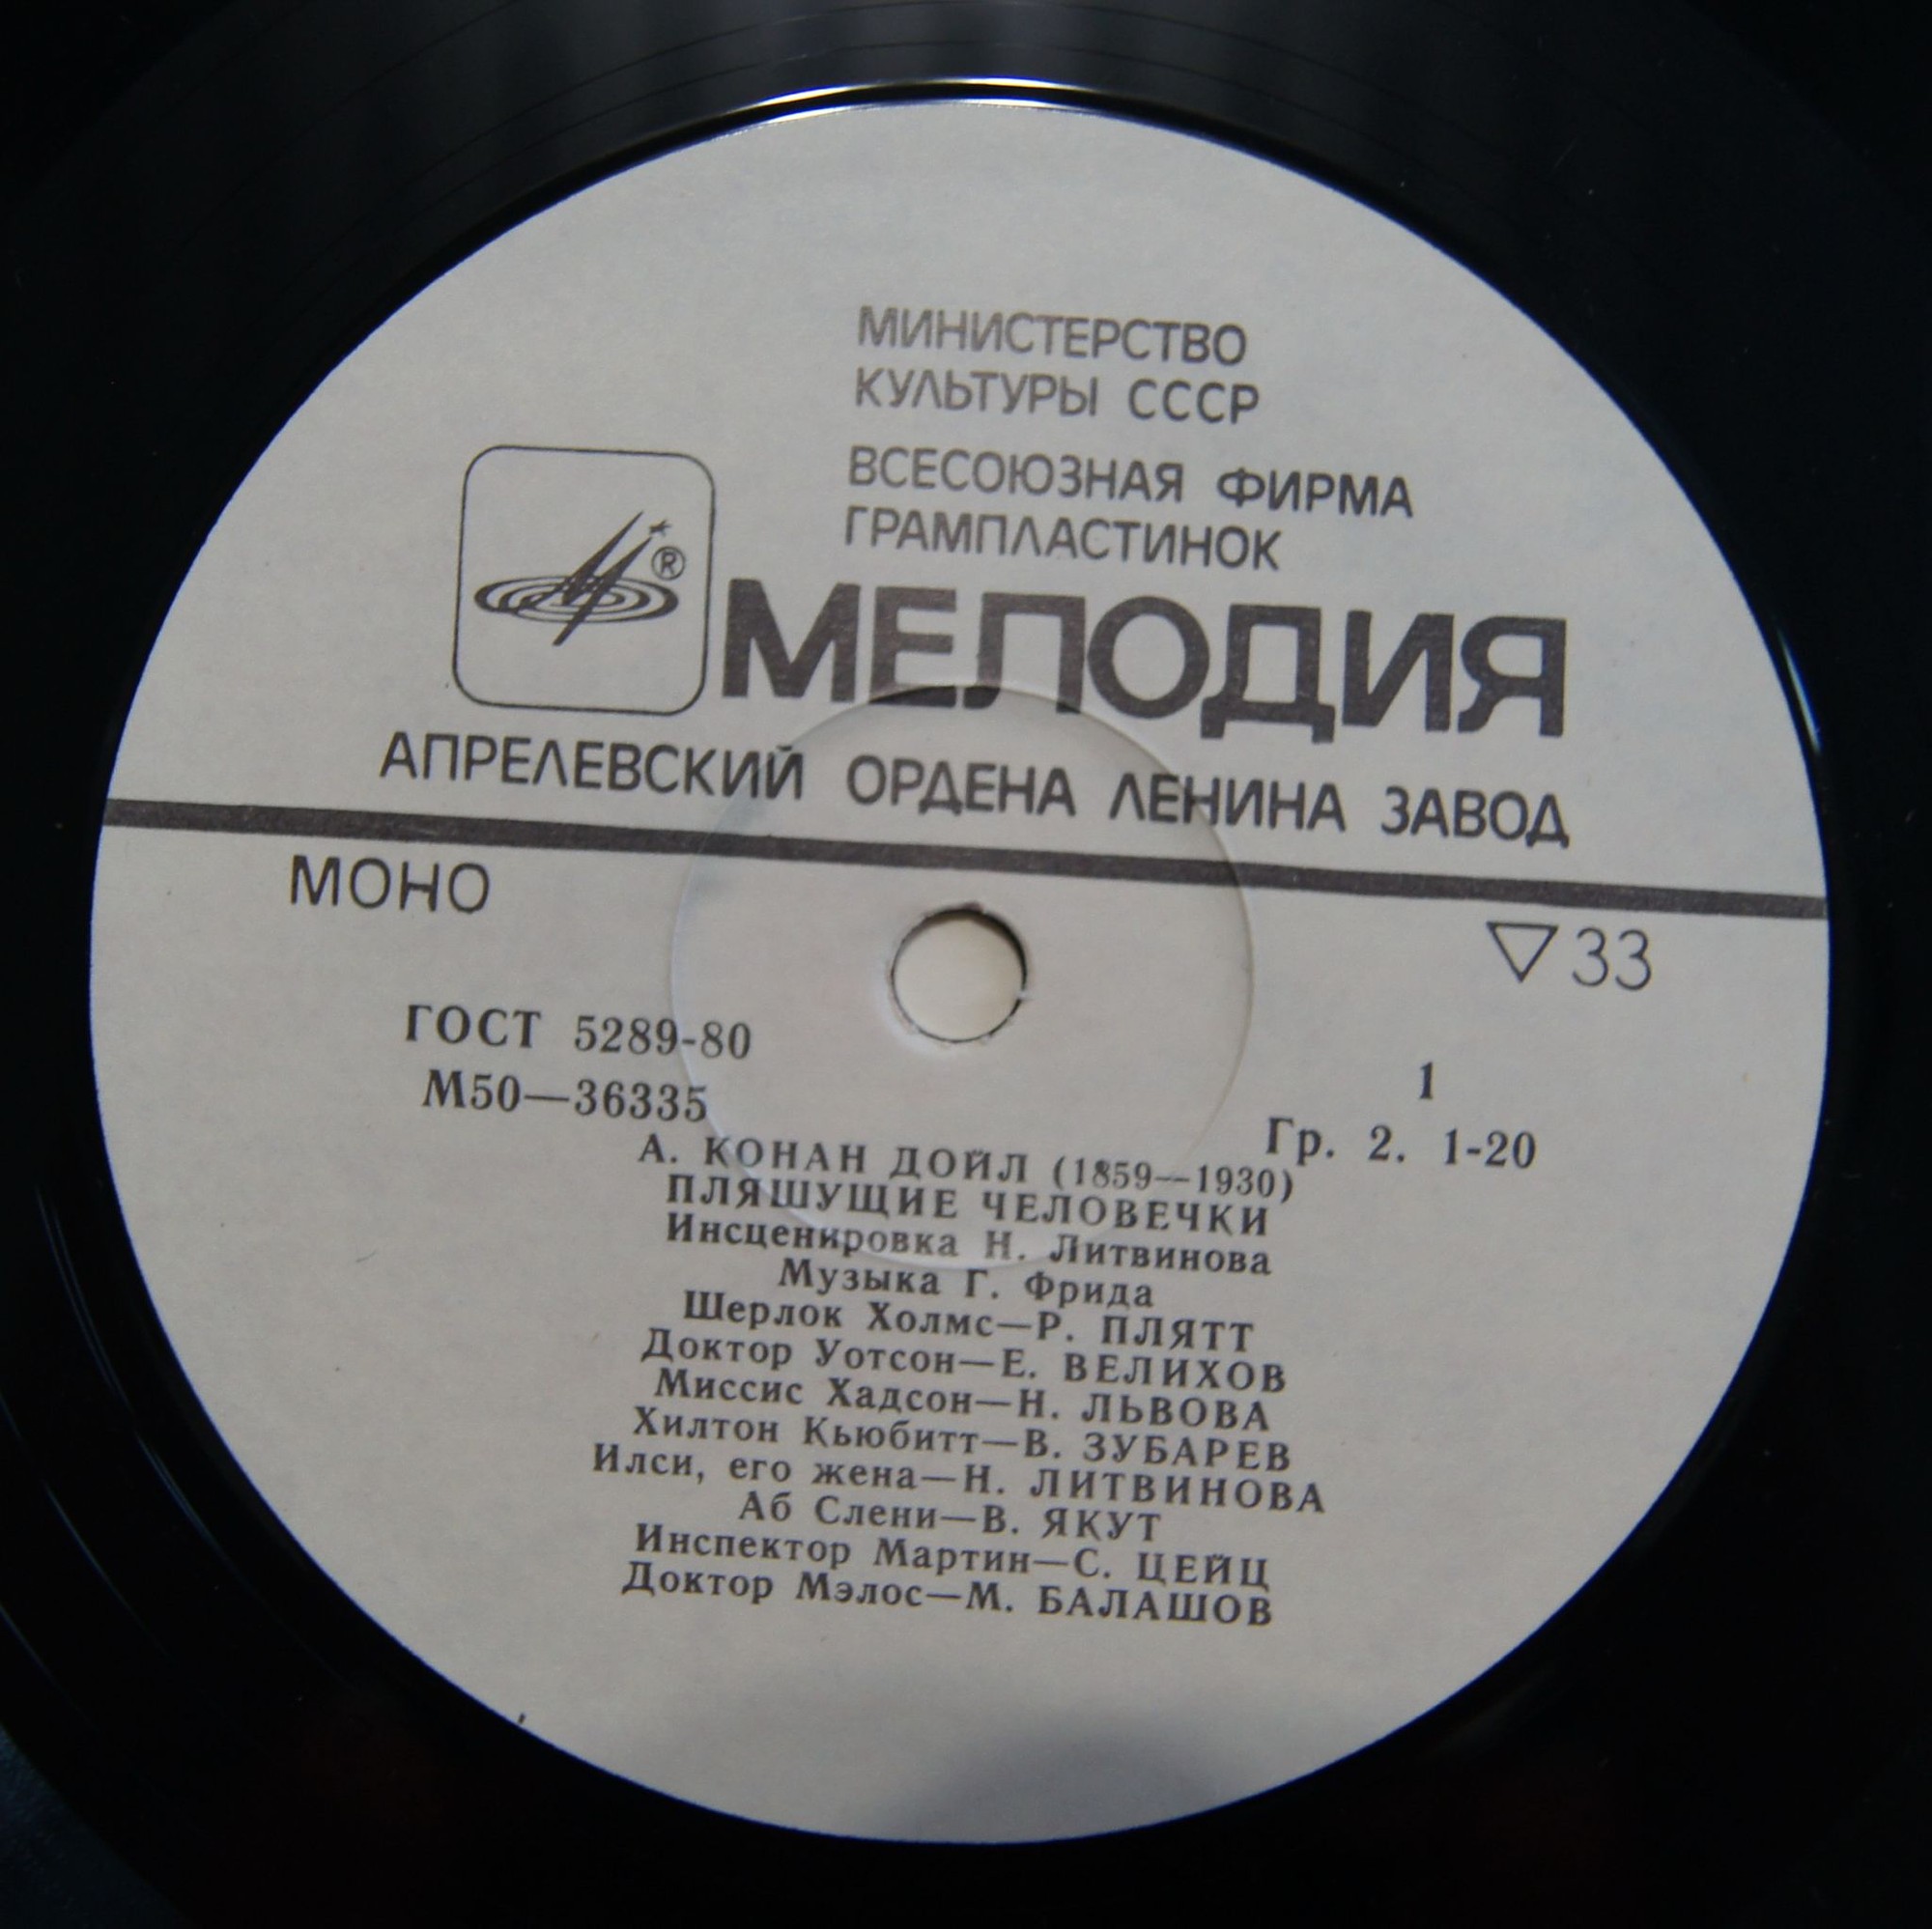 МИНИСТЕРСТВО
КУЛЬТУРЫ СССР
ВСЕСОЮЗНАЯ ФИРМА
ГРАМПЛАСТИНОК
®
МЕЛОДИЯ
АПРЕЛЕВСКИЙ ОРДЕНА ЛЕНИНА ЗАВОД
МОНО
▽ 33
ГОСТ 5289-80
М50—36335
1
Гр. 2. 1-20
А. КОНАН ДОЙЛ (1859—1930)
ПЛЯШУЩИЕ ЧЕЛОВЕЧКИ
Инсценировка Н. Литвинова
Музыка Г. Фрида
Шерлок Холмс—Р. ПЛЯТТ
Доктор Уотсон—Е. ВЕЛИХОВ
Миссис Хадсон—Н. ЛЬВОВА
Хилтон Кьюбитт—В. ЗУБАРЕВ
Илси, его жена—Н. ЛИТВИНОВА
Аб Слени—В. ЯКУТ
Инспектор Мартин—С. ЦЕЙЦ
Доктор Мэлос—М. БАЛАШОВ